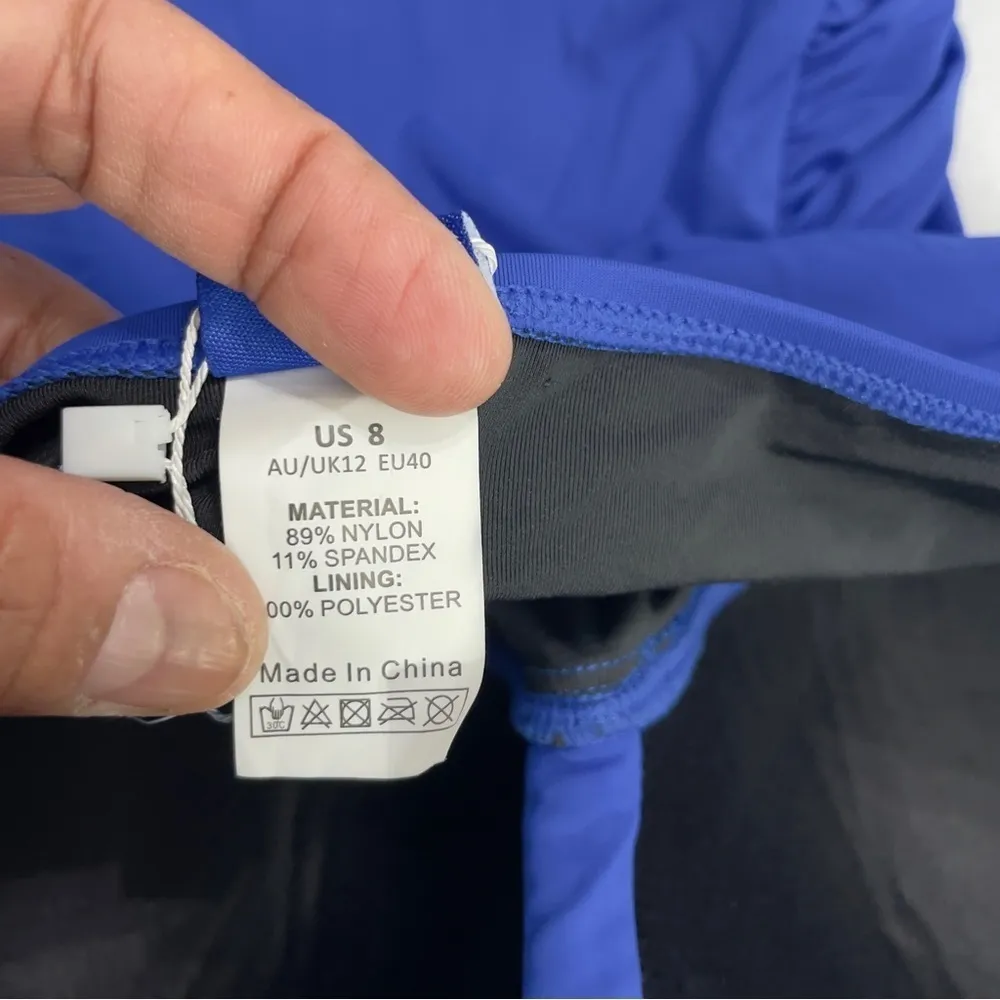 US 8
AU/UK12 EU40
MATERIAL:
89% NYLON
11% SPANDEX
LINING:
00% POLYESTER
Made In China
30C